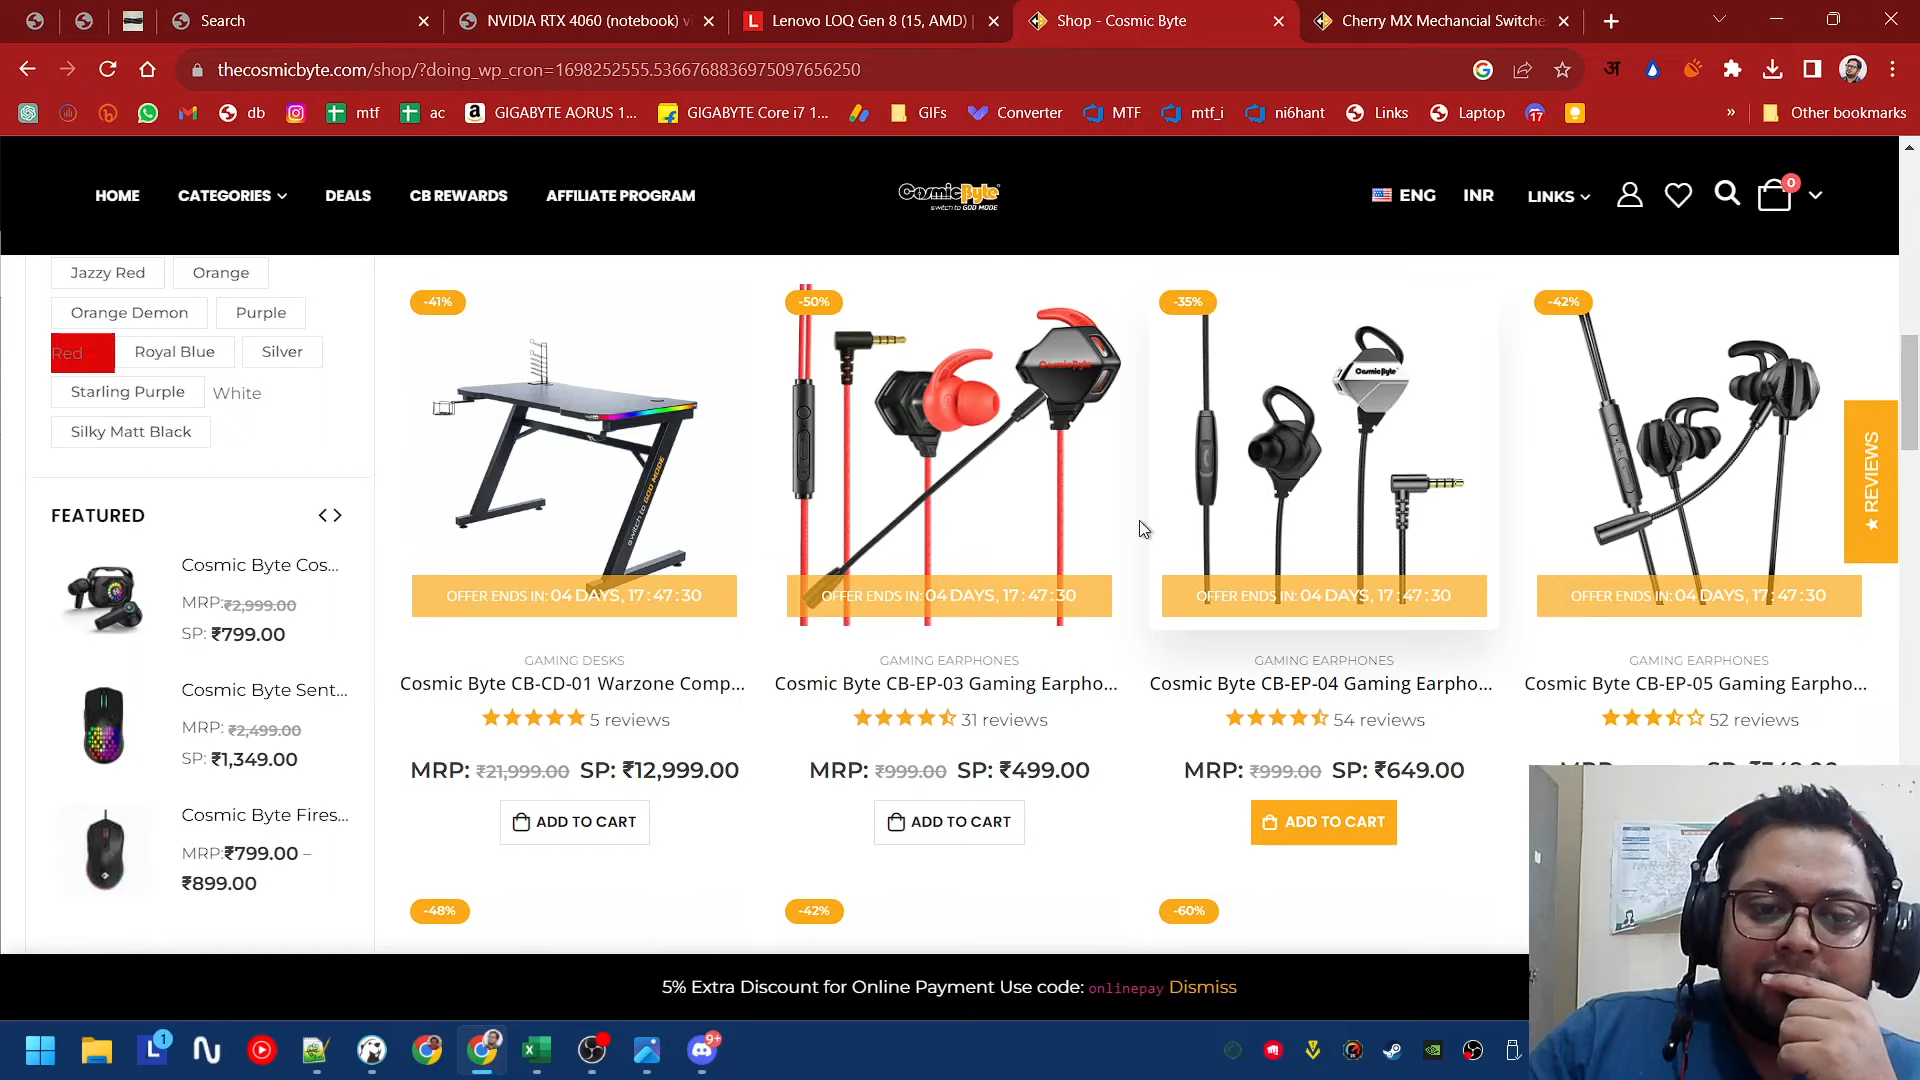 Search
NVIDIA RTX 4060 (notebook) v
Lenovo LOQ Gen 8 (15, AMD) |
Shop - Cosmic Byte
Cherry MX Mechancial Switche
thecosmicbyte.com/shop/?doing_wp_cron=1698252555.5366768836975097656250
अ
db
mtf
ac
GIGABYTE AORUS 1...
GIGABYTE Core i7 1...
GIFs
Converter
MTF
mtf_i
ni6hant
Links
Laptop
17
»
Other bookmarks
HOME
CATEGORIES
DEALS
CB REWARDS
AFFILIATE PROGRAM
CosmicByte
switch to GOD MODE
ENG
INR
LINKS
0
Jazzy Red
Orange
Orange Demon
Purple
Red
Royal Blue
Silver
Starling Purple
White
Silky Matt Black
FEATURED
Cosmic Byte Cos...
MRP:₹2,999.00
SP: ₹799.00
Cosmic Byte Sent...
MRP: ₹2,499.00
SP: ₹1,349.00
Cosmic Byte Fires...
MRP:₹799.00 –
₹899.00
-41%
-50%
-35%
-42%
OFFER ENDS IN: 04 DAYS, 17 : 47 : 30
OFFER ENDS IN: 04 DAYS, 17 : 47 : 30
OFFER ENDS IN: 04 DAYS, 17 : 47 : 30
OFFER ENDS IN: 04 DAYS, 17 : 47 : 30
GAMING DESKS
GAMING EARPHONES
GAMING EARPHONES
GAMING EARPHONES
Cosmic Byte CB-CD-01 Warzone Comp...
Cosmic Byte CB-EP-03 Gaming Earpho...
Cosmic Byte CB-EP-04 Gaming Earpho...
Cosmic Byte CB-EP-05 Gaming Earpho...
5 reviews
31 reviews
54 reviews
52 reviews
MRP: ₹21,999.00 SP: ₹12,999.00
MRP: ₹999.00 SP: ₹499.00
MRP: ₹999.00 SP: ₹649.00
ADD TO CART
ADD TO CART
ADD TO CART
-48%
-42%
-60%
★ REVIEWS
5% Extra Discount for Online Payment Use code: onlinepay Dismiss
1
9+